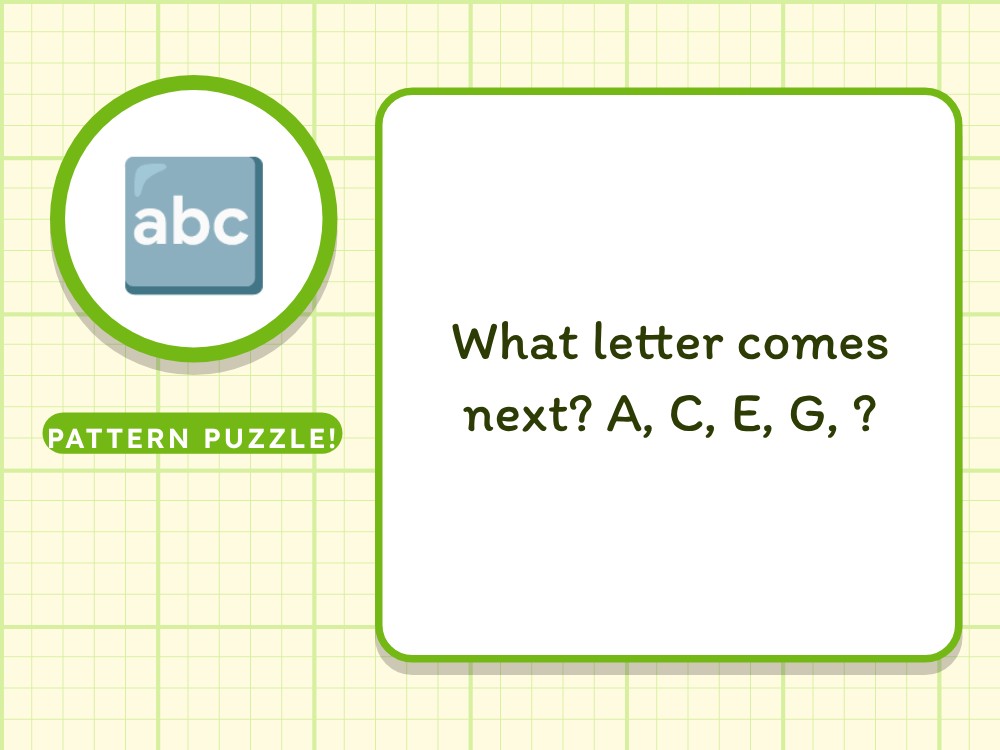 abc
PATTERN PUZZLE!
What letter comes
next? A, C, E, G, ?